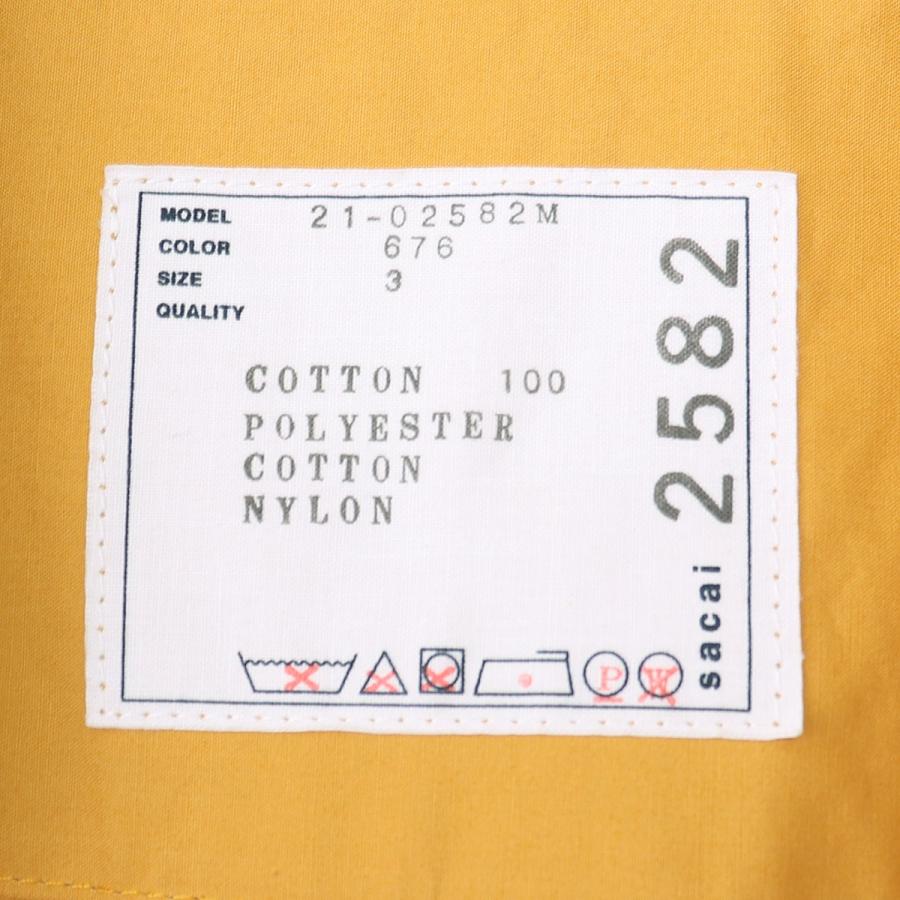 MODEL 21-02582M
COLOR 676
SIZE 3
QUALITY
COTTON 100
POLYESTER
COTTON
NYLON
P W
sacai 2582